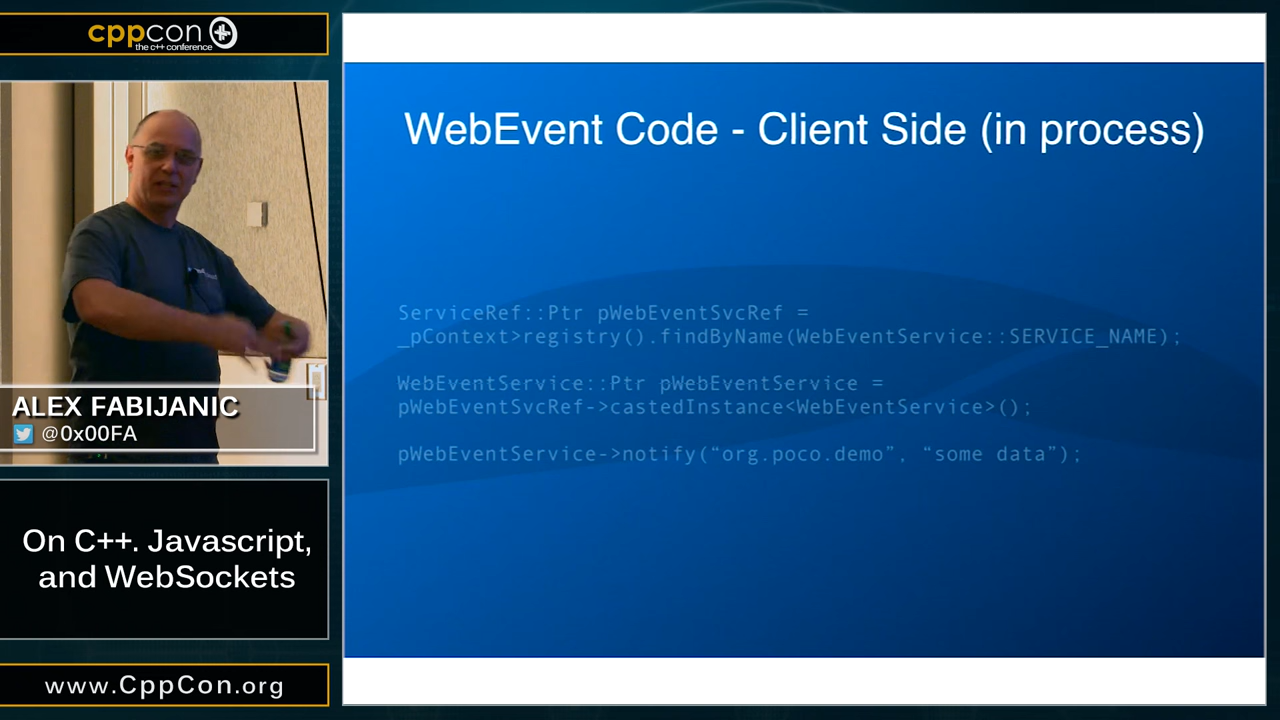 cppcon
the c++ conference
ALEX FABIJANIC
@0x00FA
On C++. Javascript,
and WebSockets
www.CppCon.org
WebEvent Code - Client Side (in process)
ServiceRef::Ptr pWebEventSvcRef =
_pContext>registry().findByName(WebEventService::SERVICE_NAME);
WebEventService::Ptr pWebEventService =
pWebEventSvcRef->castedInstance<WebEventService>();
pWebEventService->notify(“org.poco.demo”, “some data”);